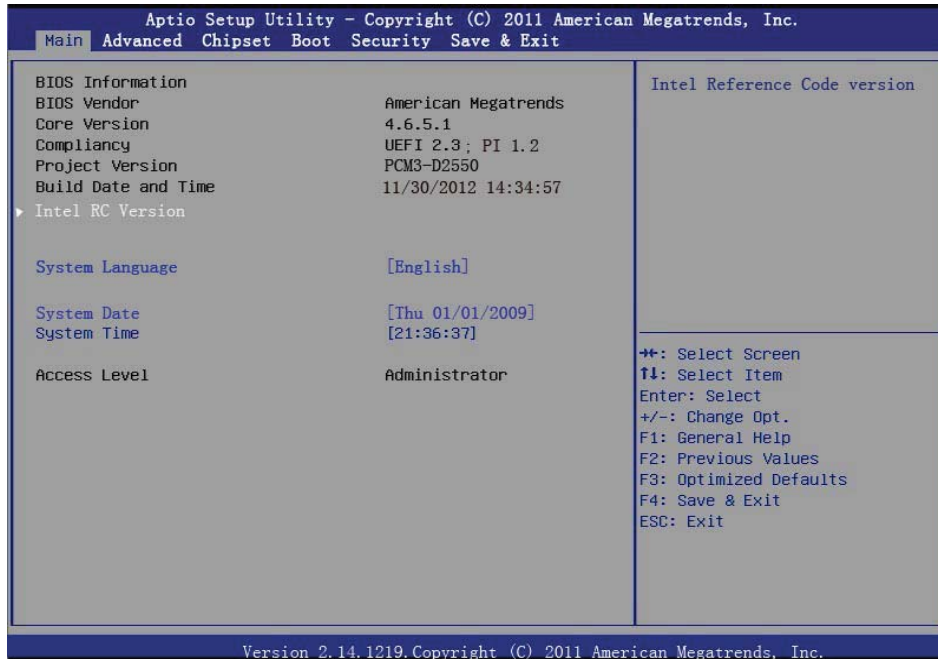 Aptio Setup Utility - Copyright (C) 2011 American Megatrends, Inc.
Main Advanced Chipset Boot Security Save & Exit
BIOS Information
BIOS Vendor American Megatrends
Core Version 4.6.5.1
Compliancy UEFI 2.3; PI 1.2
Project Version PCM3-D2550
Build Date and Time 11/30/2012 14:34:57
Intel RC Version
System Language [English]
System Date [Thu 01/01/2009]
System Time [21:36:37]
Access Level Administrator
Intel Reference Code version
→←: Select Screen
↑↓: Select Item
Enter: Select
+/-: Change Opt.
F1: General Help
F2: Previous Values
F3: Optimized Defaults
F4: Save & Exit
ESC: Exit
Version 2.14.1219.Copyright (C) 2011 American Megatrends, Inc.